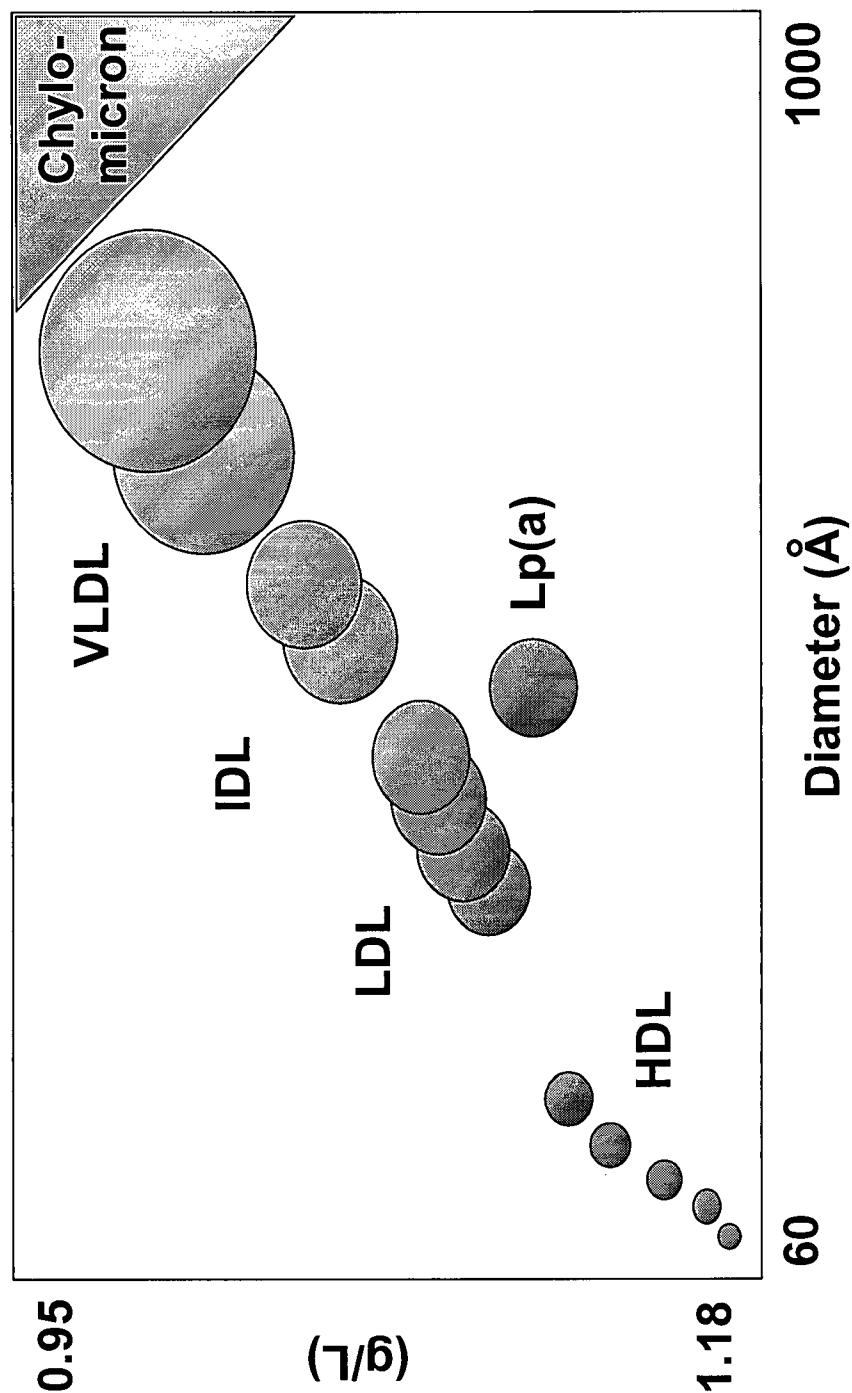 Chylo-
micron
VLDL
IDL
LDL
Lp(a)
HDL
0.95
(g/L)
1.18
60
Diameter (Å)
1000